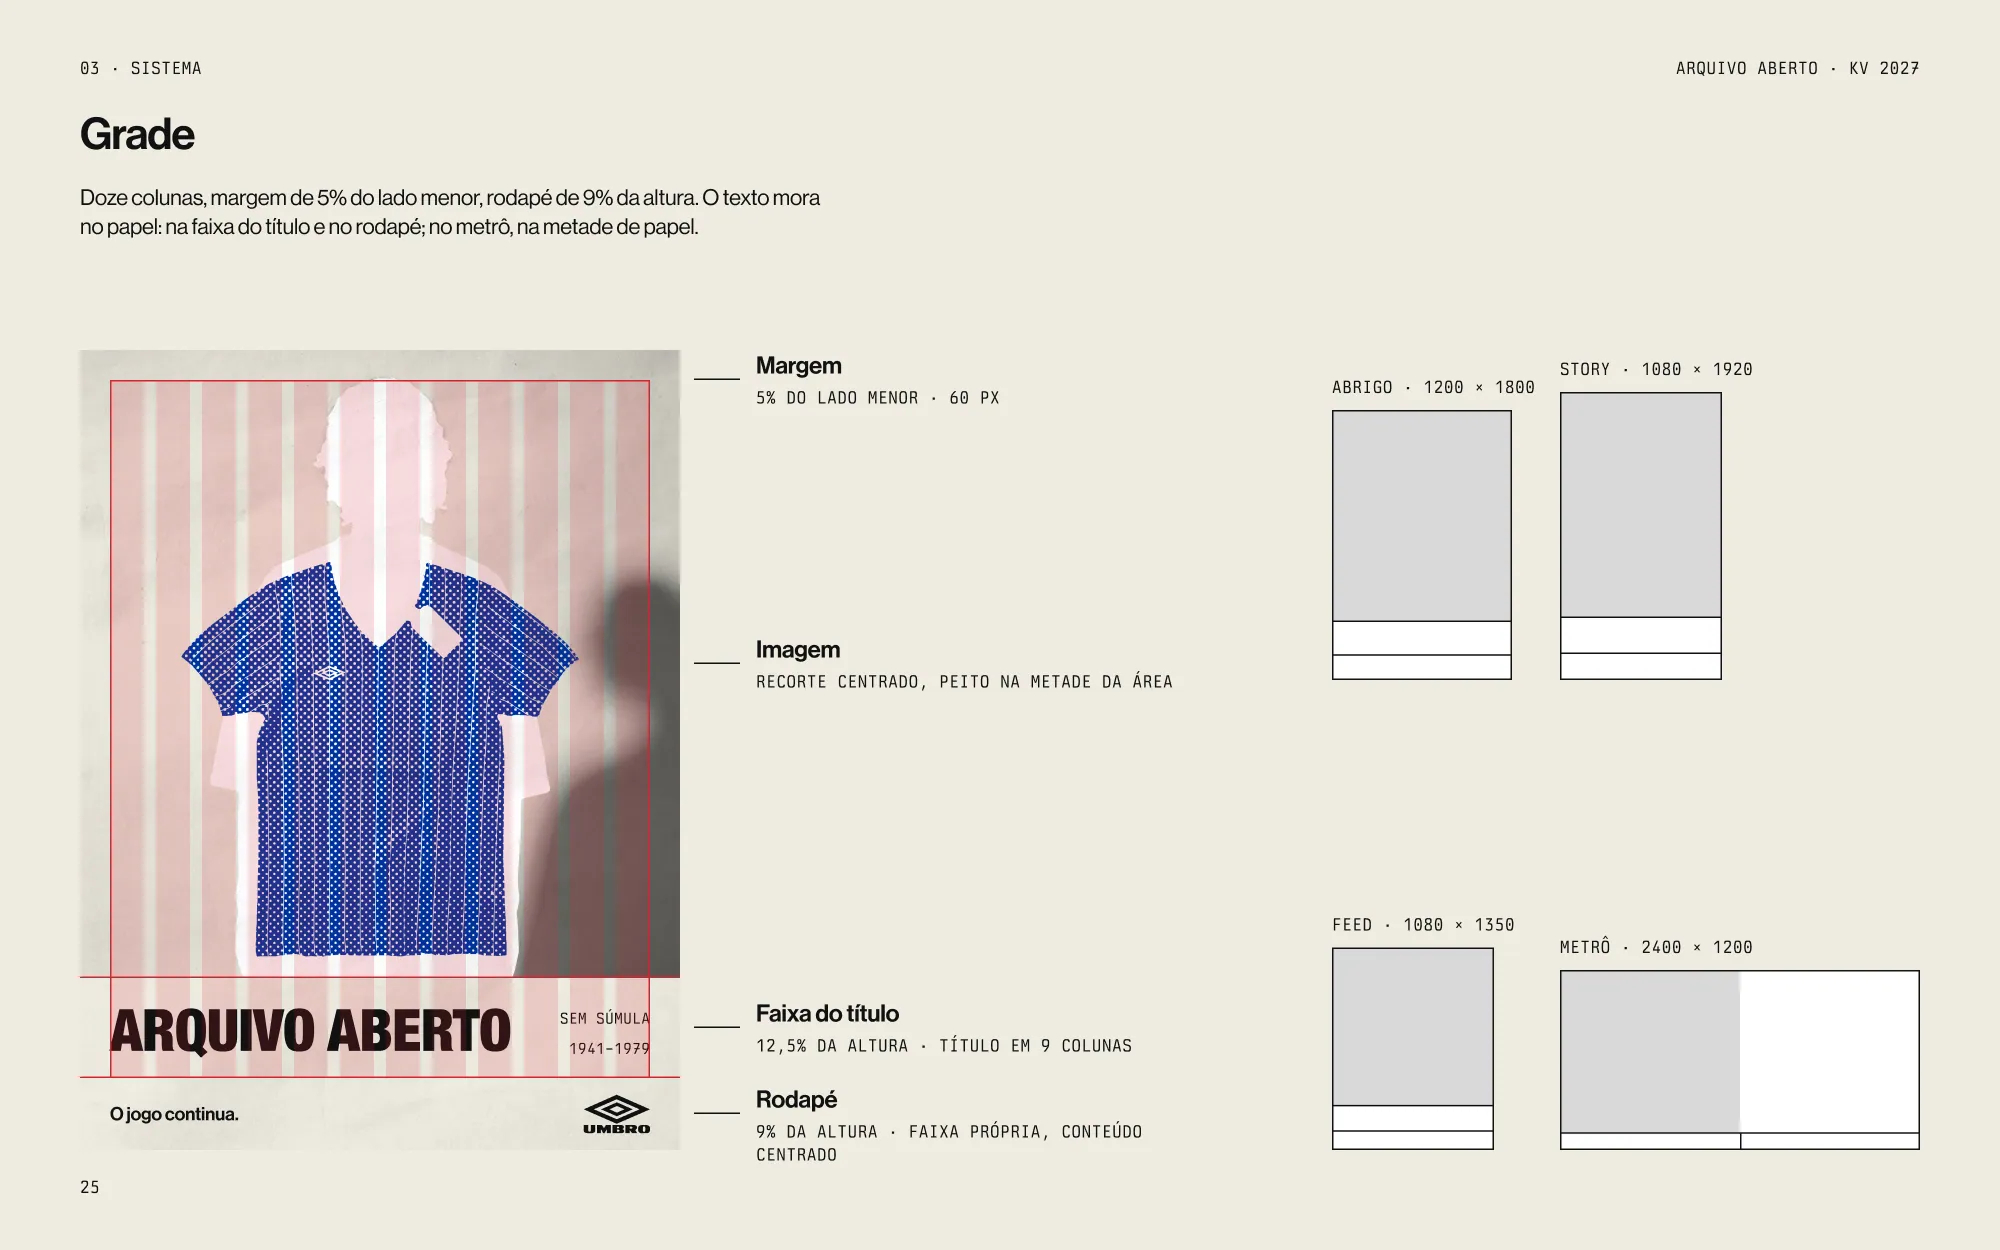 03 · SISTEMA
ARQUIVO ABERTO · KV 2027
Grade
Doze colunas, margem de 5% do lado menor, rodapé de 9% da altura. O texto mora
no papel: na faixa do título e no rodapé; no metrô, na metade de papel.
Margem
5% DO LADO MENOR · 60 PX
Imagem
RECORTE CENTRADO, PEITO NA METADE DA ÁREA
ARQUIVO ABERTO
SEM SÚMULA
1941–1979
Faixa do título
12,5% DA ALTURA · TÍTULO EM 9 COLUNAS
O jogo continua.
UMBRO
Rodapé
9% DA ALTURA · FAIXA PRÓPRIA, CONTEÚDO
CENTRADO
ABRIGO · 1200 × 1800
STORY · 1080 × 1920
FEED · 1080 × 1350
METRÔ · 2400 × 1200
25